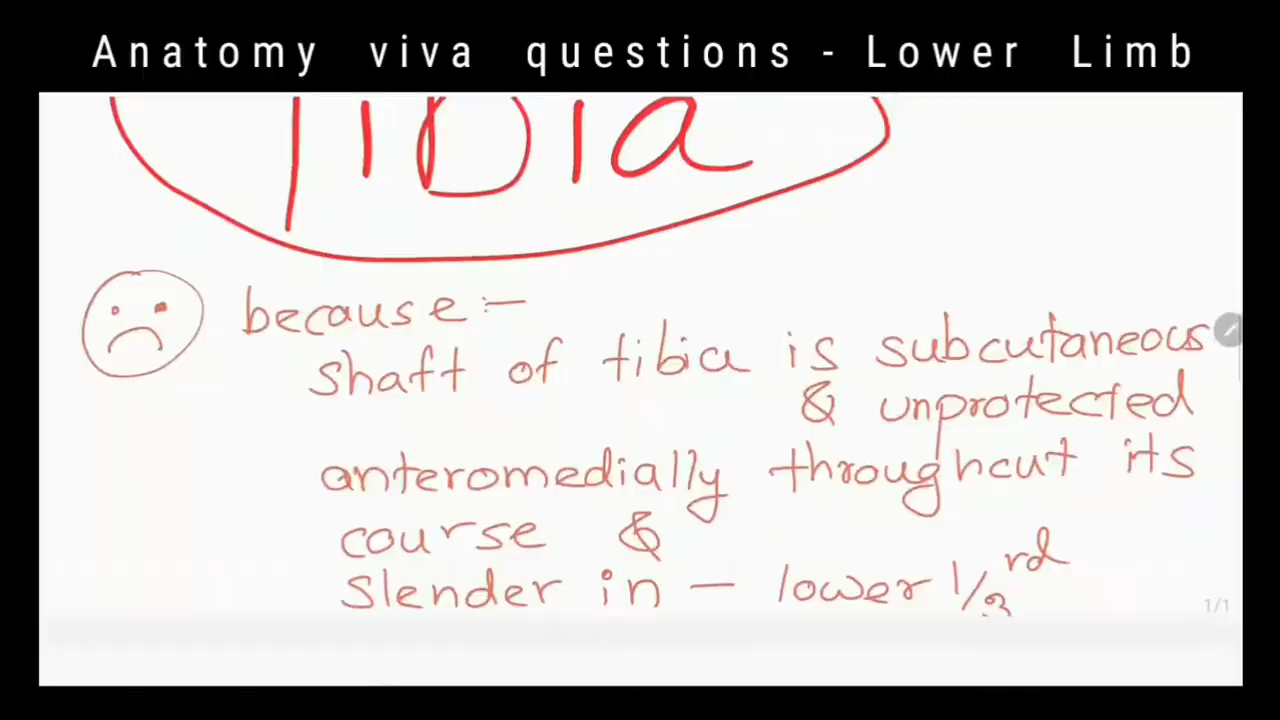 Anatomy viva questions - Lower Limb
TIBIA
because :-
shaft of tibia is subcutaneous
& unprotected
anteromedially throughout its
course &
slender in - lower 1/3rd
1/1